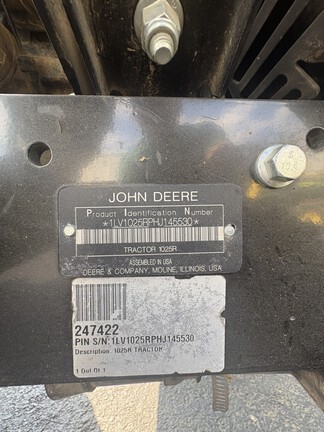 JOHN DEERE
Product Identification Number
*1LV1025RPHJ145530*
TRACTOR 1025R
ASSEMBLED IN USA
DEERE & COMPANY, MOLINE, ILLINOIS, USA
247422
PIN S/N: 1LV1025RPHJ145530
Description: 1025R TRACTOR
1 Out Of 1